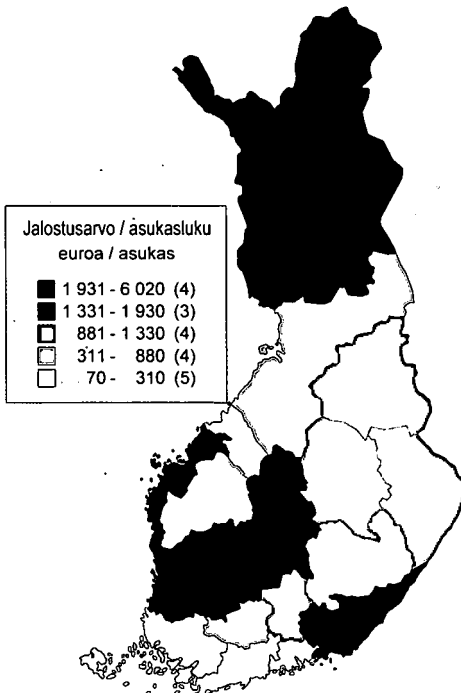 Jalostusarvo / asukasluku
euroa / asukas
1 931 - 6 020 (4)
1 331 - 1 930 (3)
881 - 1 330 (4)
311 - 880 (4)
70 - 310 (5)